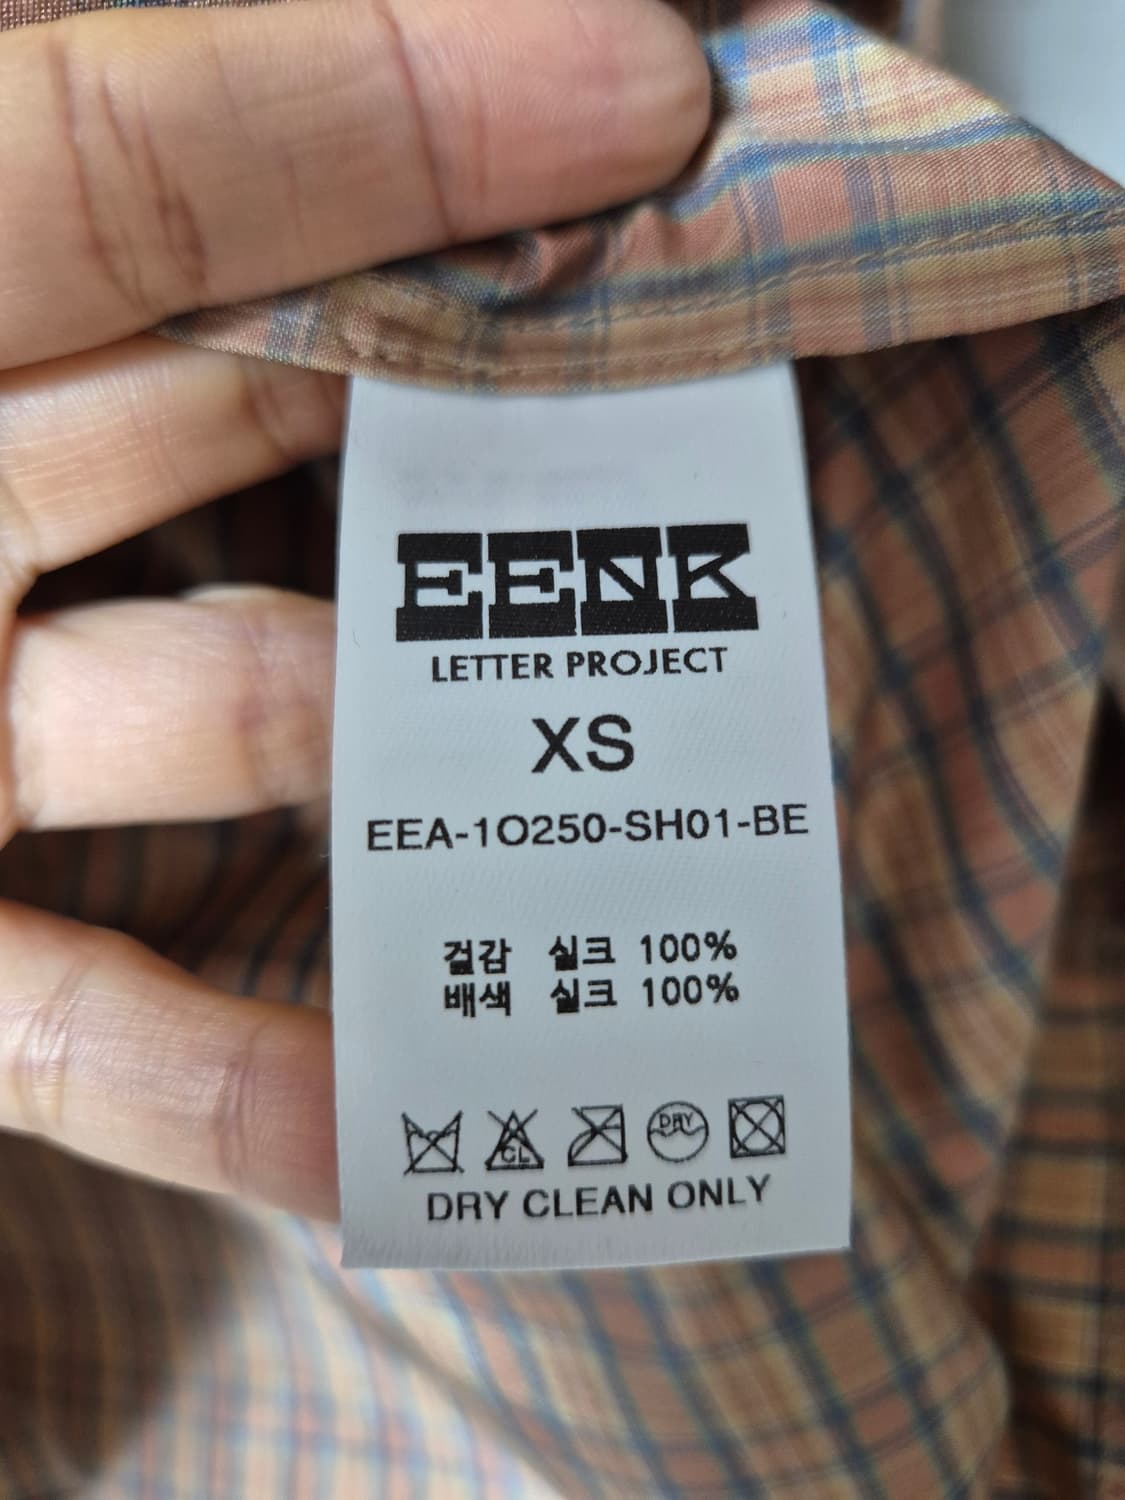 EENK
LETTER PROJECT
XS
EEA-1O250-SH01-BE
겉감 실크 100%
배색 실크 100%
CL DRY
DRY CLEAN ONLY